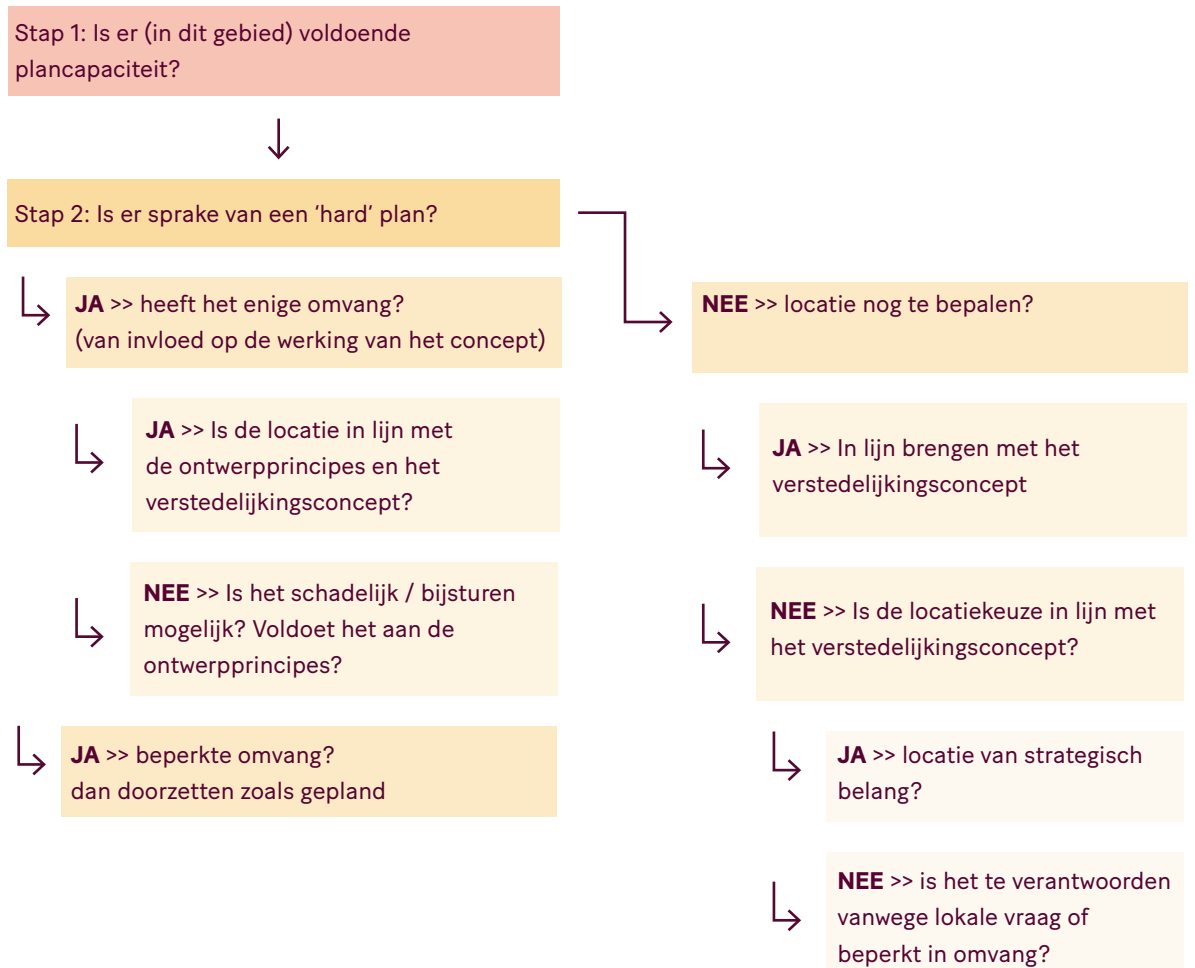 Stap 1: Is er (in dit gebied) voldoende
plancapaciteit?
Stap 2: Is er sprake van een ‘hard’ plan?
JA >> heeft het enige omvang?
(van invloed op de werking van het concept)
JA >> Is de locatie in lijn met
de ontwerpprincipes en het
verstedelijkingsconcept?
NEE >> Is het schadelijk / bijsturen
mogelijk? Voldoet het aan de
ontwerpprincipes?
JA >> beperkte omvang?
dan doorzetten zoals gepland
NEE >> locatie nog te bepalen?
JA >> In lijn brengen met het
verstedelijkingsconcept
NEE >> Is de locatiekeuze in lijn met
het verstedelijkingsconcept?
JA >> locatie van strategisch
belang?
NEE >> is het te verantwoorden
vanwege lokale vraag of
beperkt in omvang?